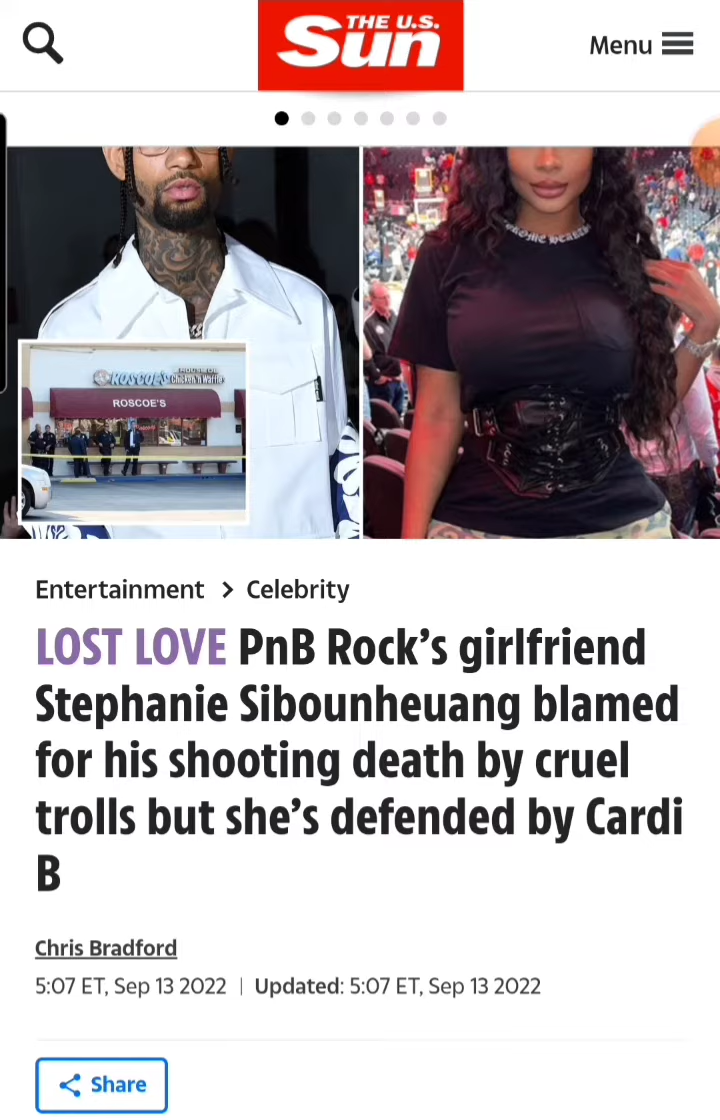 THE U.S.
Sun
Menu
ROSCOE'S Chicken 'n Waffle
ROSCOE'S
Entertainment > Celebrity
LOST LOVE PnB Rock’s girlfriend
Stephanie Sibounheuang blamed
for his shooting death by cruel
trolls but she’s defended by Cardi
B
Chris Bradford
5:07 ET, Sep 13 2022 | Updated: 5:07 ET, Sep 13 2022
Share